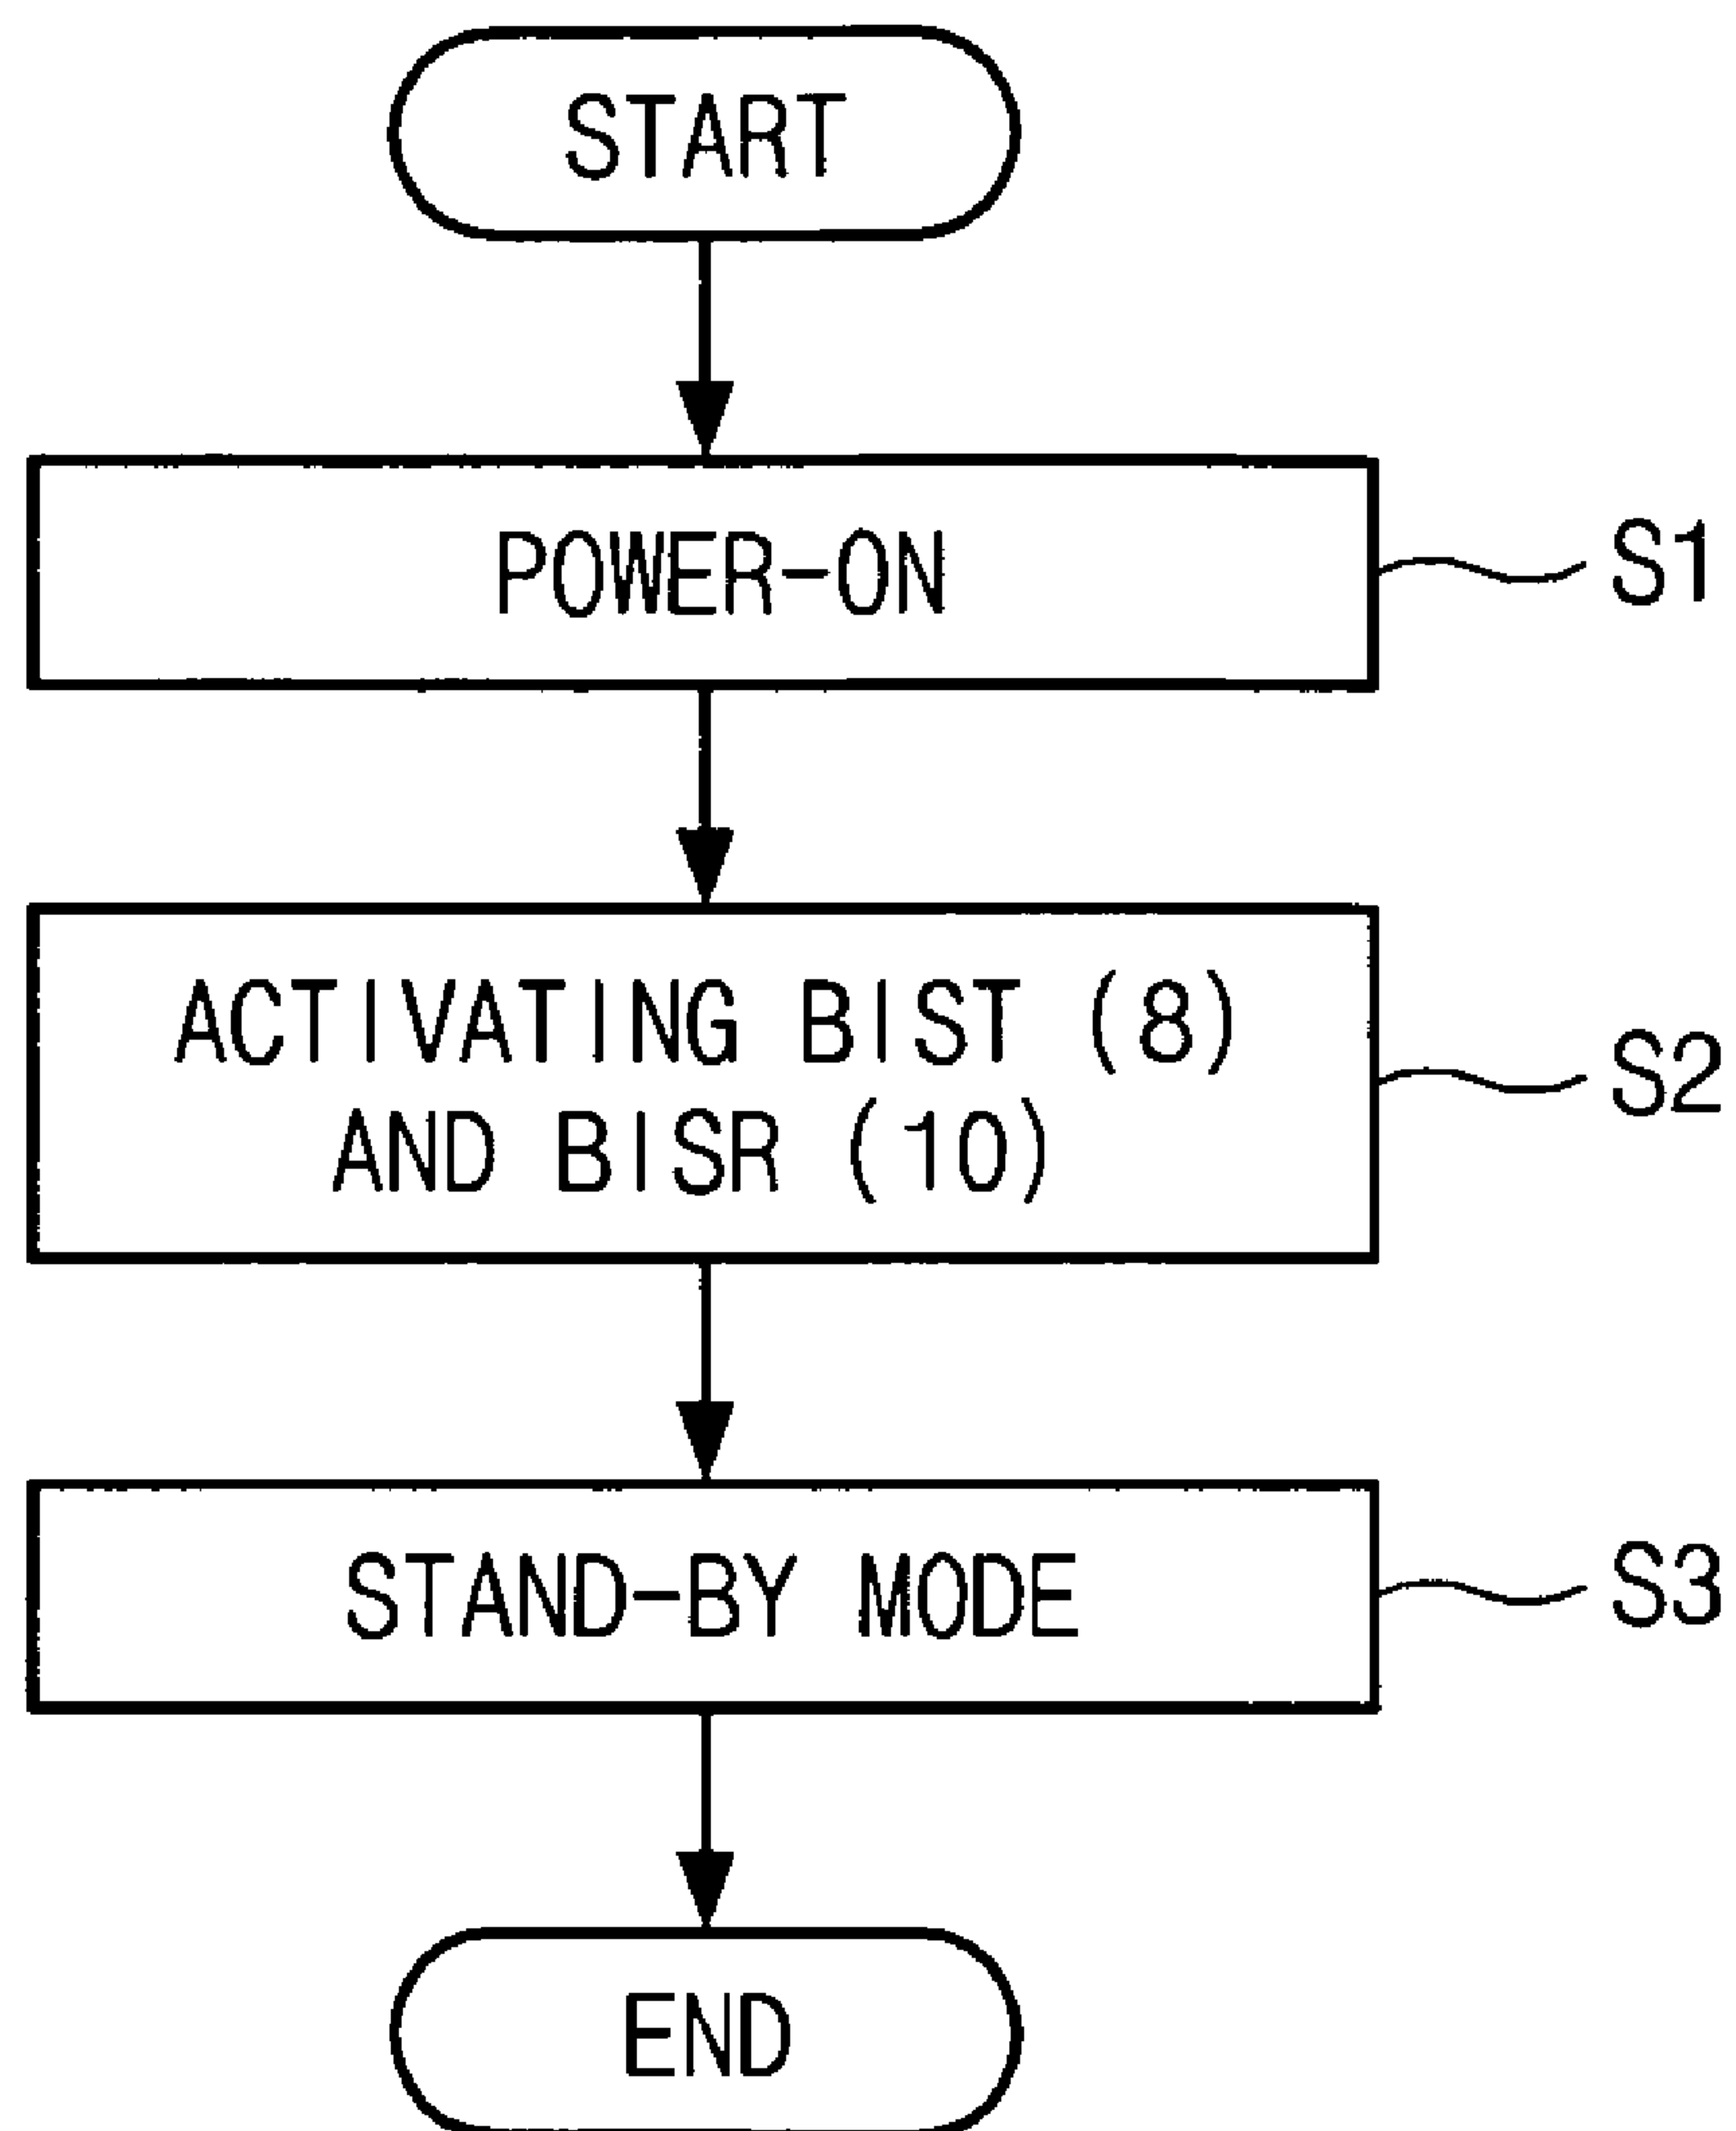 START
POWER-ON
S1
ACTIVATING BIST (8)
AND BISR (10)
S2
STAND-BY MODE
S3
END